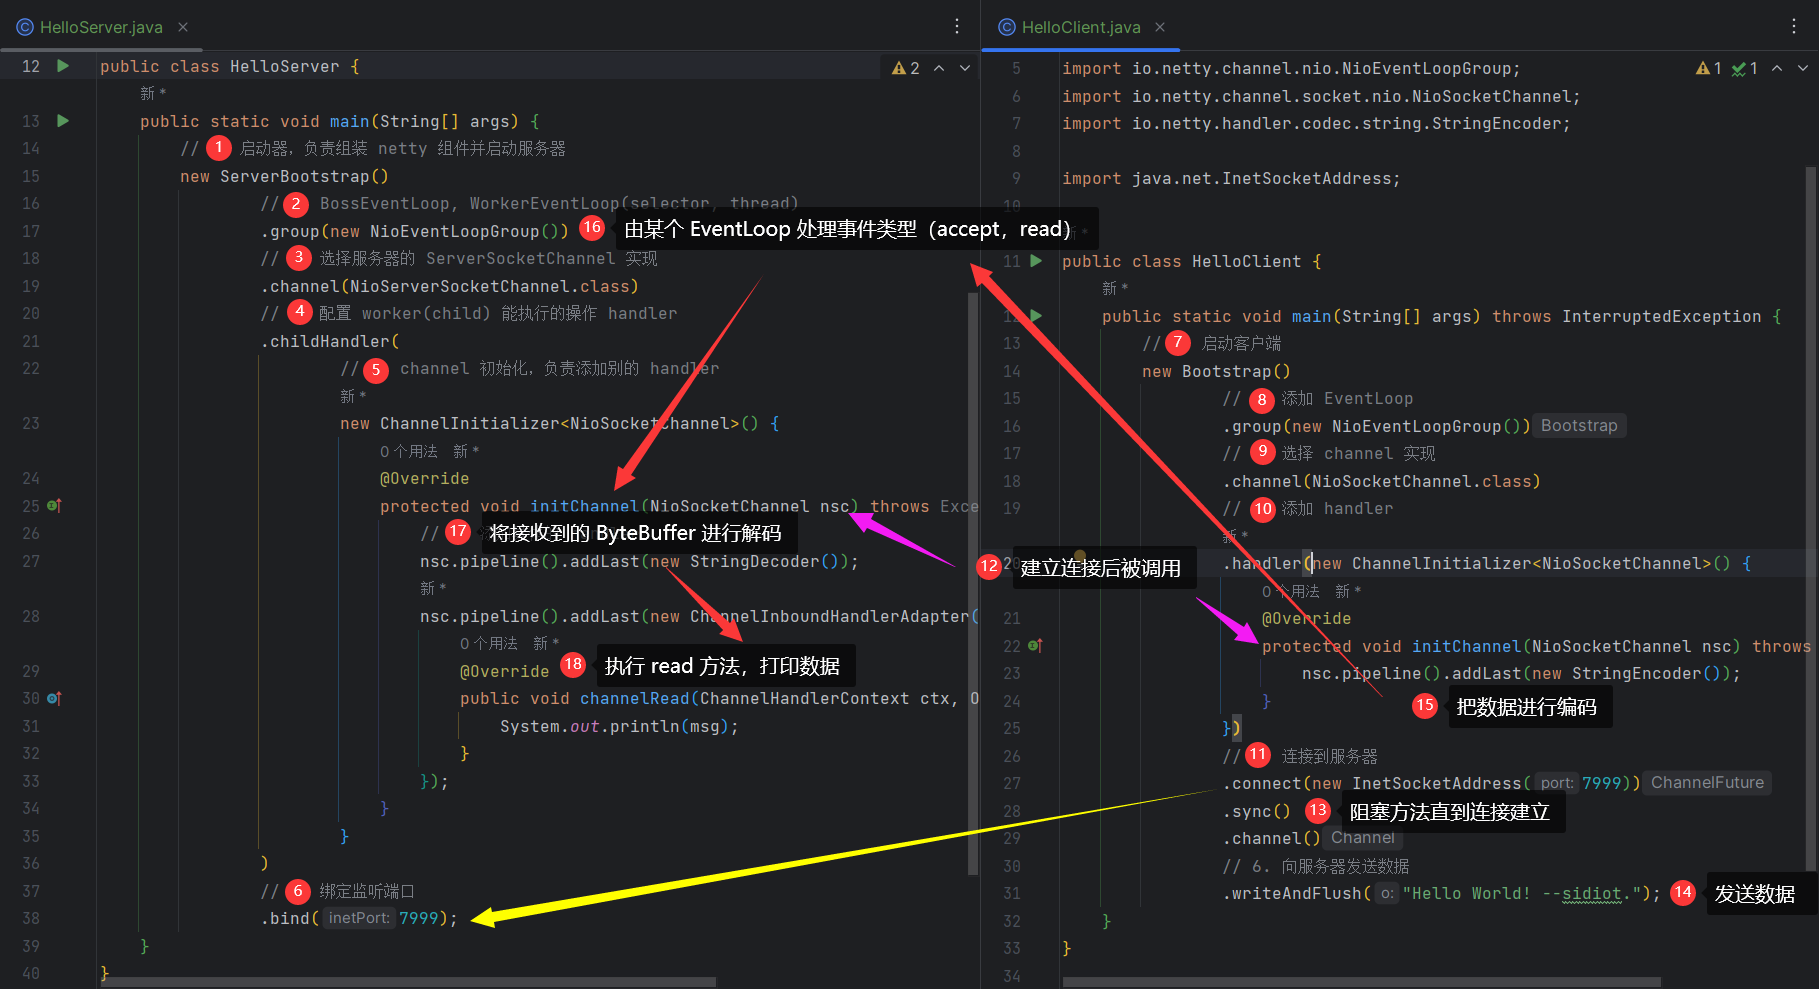 HelloServer.java
12 public class HelloServer {
2
新 *
13 public static void main(String[] args) {
14 // 1 启动器，负责组装 netty 组件并启动服务器
15 new ServerBootstrap()
16 // 2 BossEventLoop, WorkerEventLoop(selector, thread)
17 .group(new NioEventLoopGroup()) 16 由某个 EventLoop 处理事件类型（accept，read）
18 // 3 选择服务器的 ServerSocketChannel 实现
19 .channel(NioServerSocketChannel.class)
20 // 4 配置 worker(child) 能执行的操作 handler
21 .childHandler(
22 // 5 channel 初始化，负责添加别的 handler
新 *
23 new ChannelInitializer<NioSocketChannel>() {
0 个用法 新 *
24 @Override
25 protected void initChannel(NioSocketChannel nsc) throws Exce
26 // 17 将接收到的 ByteBuffer 进行解码
27 nsc.pipeline().addLast(new StringDecoder());
新 *
28 nsc.pipeline().addLast(new ChannelInboundHandlerAdapter(
0 个用法 新 *
29 @Override 18 执行 read 方法，打印数据
30 public void channelRead(ChannelHandlerContext ctx, O
31 System.out.println(msg);
32 }
33 });
34 }
35 }
36 )
37 // 6 绑定监听端口
38 .bind( inetPort: 7999);
39 }
40 }
HelloClient.java
5 import io.netty.channel.nio.NioEventLoopGroup;
1 1
6 import io.netty.channel.socket.nio.NioSocketChannel;
7 import io.netty.handler.codec.string.StringEncoder;
8
9 import java.net.InetSocketAddress;
10
新 *
11 public class HelloClient {
新 *
12 public static void main(String[] args) throws InterruptedException {
13 // 7 启动客户端
14 new Bootstrap()
15 // 8 添加 EventLoop
16 .group(new NioEventLoopGroup()) Bootstrap
17 // 9 选择 channel 实现
18 .channel(NioSocketChannel.class)
19 // 10 添加 handler
新 *
20 .handler(new ChannelInitializer<NioSocketChannel>() {
12 建立连接后被调用
0 个用法 新 *
21 @Override
22 protected void initChannel(NioSocketChannel nsc) throws
23 nsc.pipeline().addLast(new StringEncoder());
24 }
15 把数据进行编码
25 })
26 // 11 连接到服务器
27 .connect(new InetSocketAddress( port: 7999)) ChannelFuture
28 .sync() 13 阻塞方法直到连接建立
29 .channel() Channel
30 // 6. 向服务器发送数据
31 .writeAndFlush( o: "Hello World! --sidiot."); 14 发送数据
32 }
33 }
34